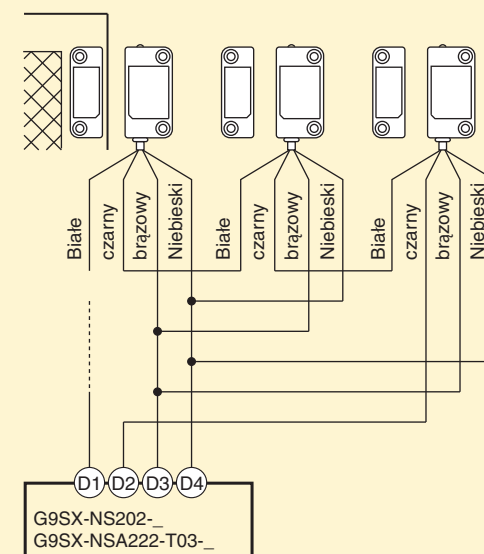 Białe
czarny
brązowy
Niebieski
Białe
czarny
brązowy
Niebieski
Białe
czarny
brązowy
Niebieski
D1 D2 D3 D4
G9SX-NS202-_
G9SX-NSA222-T03-_